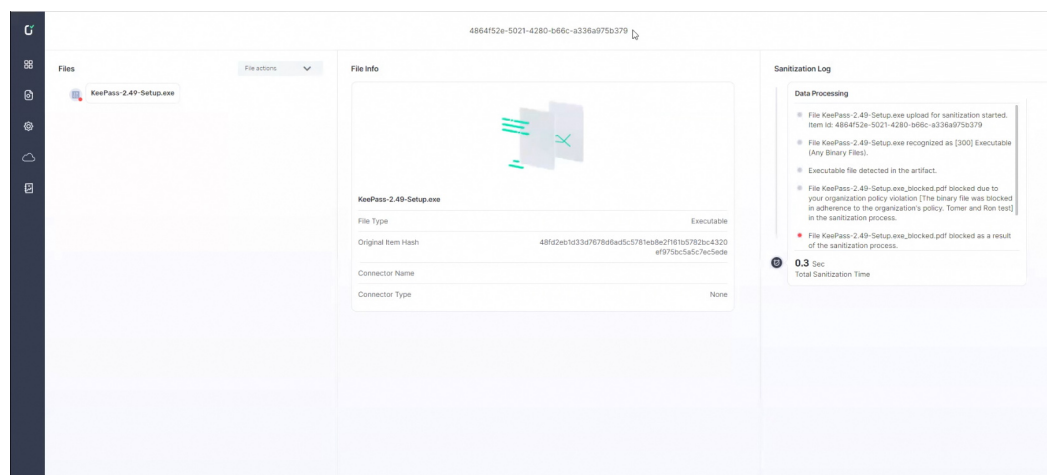 4864f52e-5021-4280-b66c-a336a975b379
Files
File actions
KeePass-2.49-Setup.exe
File Info
KeePass-2.49-Setup.exe
File Type
Executable
Original Item Hash
48fd2eb1d33d7678d6ad5c5781eb8e2f161b5782bc4320
ef975bc5a5c7ec5ede
Connector Name
Connector Type
None
Sanitization Log
Data Processing
File KeePass-2.49-Setup.exe upload for sanitization started.
Item Id: 4864f52e-5021-4280-b66c-a336a975b379
File KeePass-2.49-Setup.exe recognized as [300] Executable
(Any Binary Files).
Executable file detected in the artifact.
File KeePass-2.49-Setup.exe_blocked.pdf blocked due to
your organization policy violation [The binary file was blocked
in adherence to the organization's policy. Tomer and Ron test]
in the sanitization process.
File KeePass-2.49-Setup.exe_blocked.pdf blocked as a result
of the sanitization process.
0.3 Sec
Total Sanitization Time